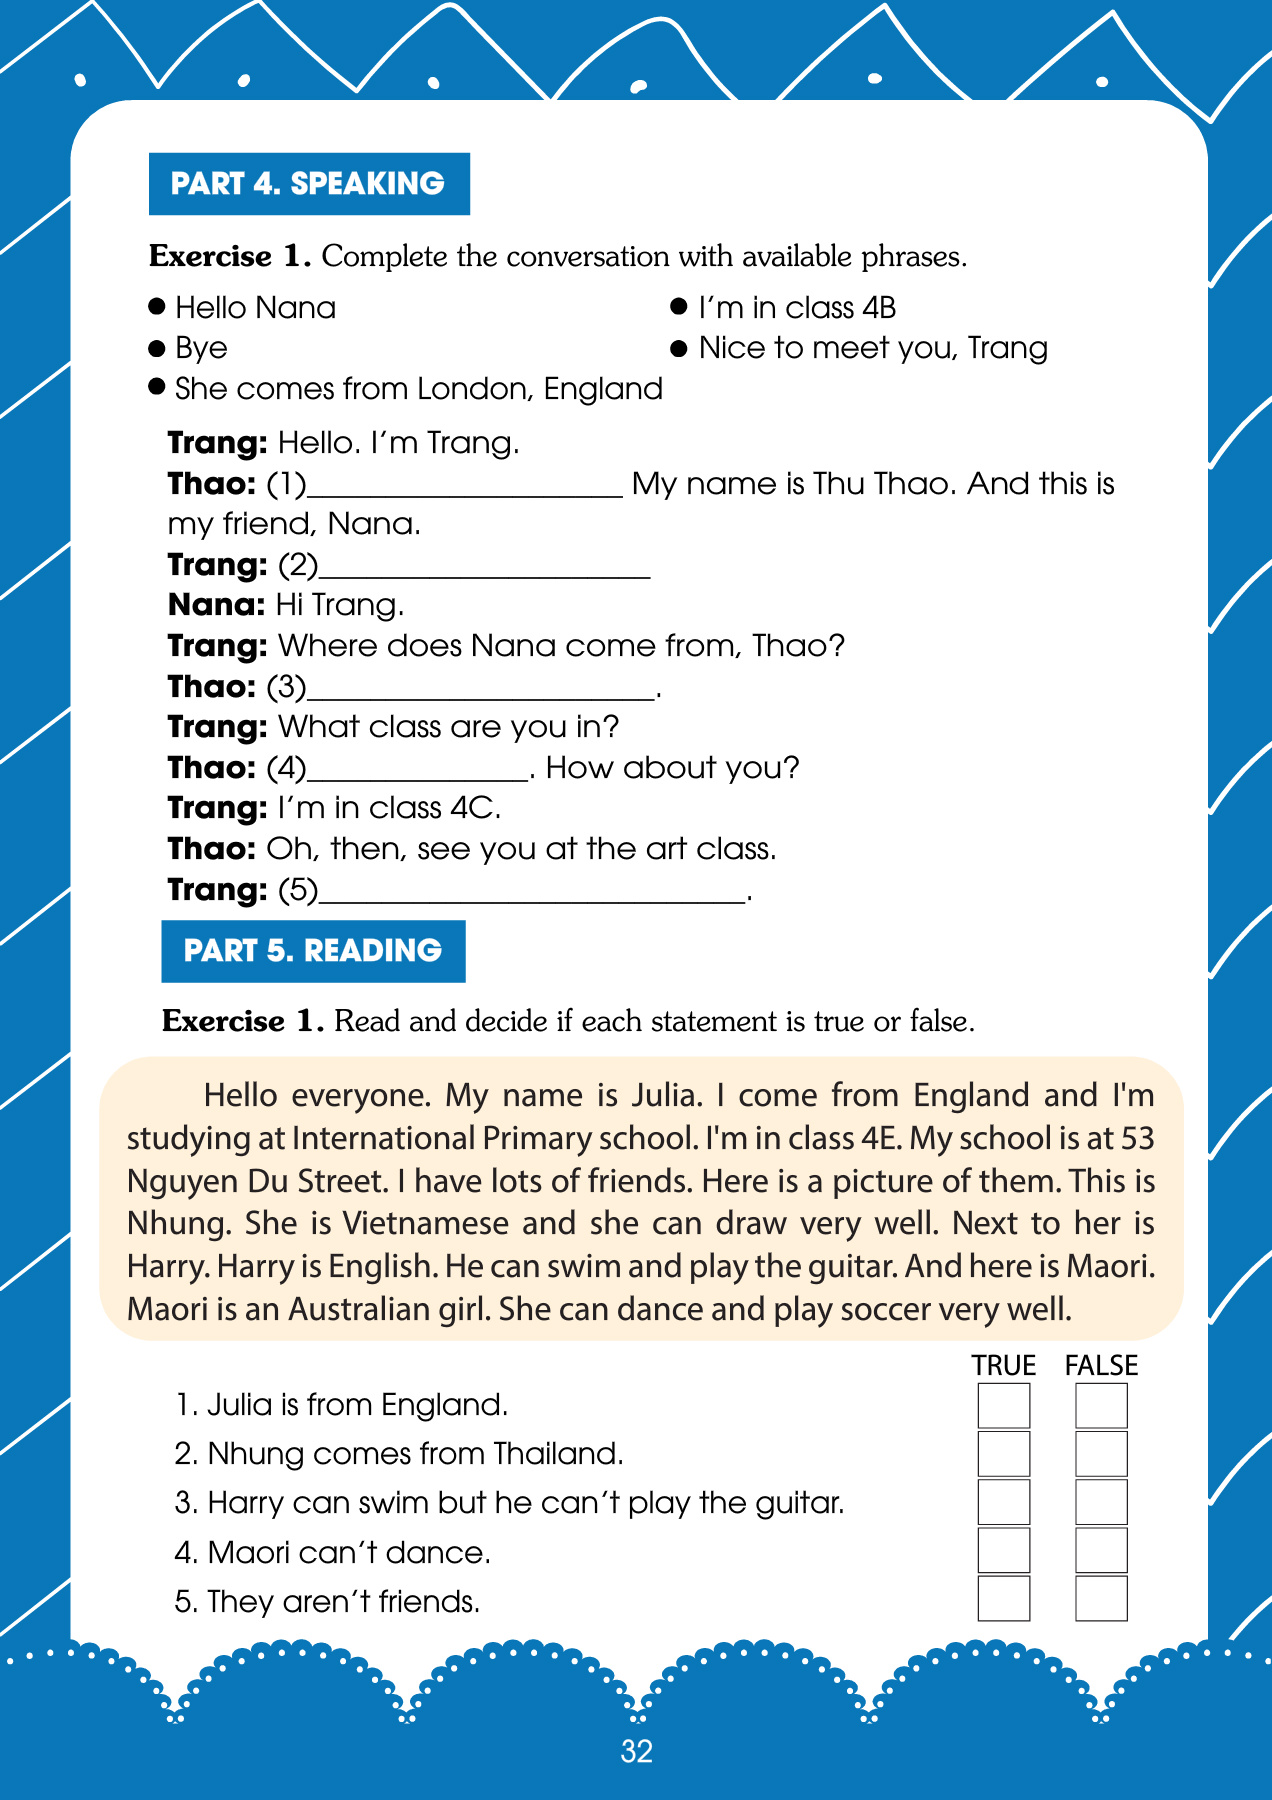 PART 4. SPEAKING
Exercise 1. Complete the conversation with available phrases.
● Hello Nana
● I'm in class 4B
● Bye
● Nice to meet you, Trang
● She comes from London, England
Trang: Hello. I'm Trang.
Thao: (1)____________________ My name is Thu Thao. And this is
my friend, Nana.
Trang: (2)_____________________
Nana: Hi Trang.
Trang: Where does Nana come from, Thao?
Thao: (3)______________________.
Trang: What class are you in?
Thao: (4)______________. How about you?
Trang: I'm in class 4C.
Thao: Oh, then, see you at the art class.
Trang: (5)___________________________.
PART 5. READING
Exercise 1. Read and decide if each statement is true or false.
Hello everyone. My name is Julia. I come from England and I'm
studying at International Primary school. I'm in class 4E. My school is at 53
Nguyen Du Street. I have lots of friends. Here is a picture of them. This is
Nhung. She is Vietnamese and she can draw very well. Next to her is
Harry. Harry is English. He can swim and play the guitar. And here is Maori.
Maori is an Australian girl. She can dance and play soccer very well.
TRUE FALSE
1. Julia is from England.
2. Nhung comes from Thailand.
3. Harry can swim but he can't play the guitar.
4. Maori can't dance.
5. They aren't friends.
32